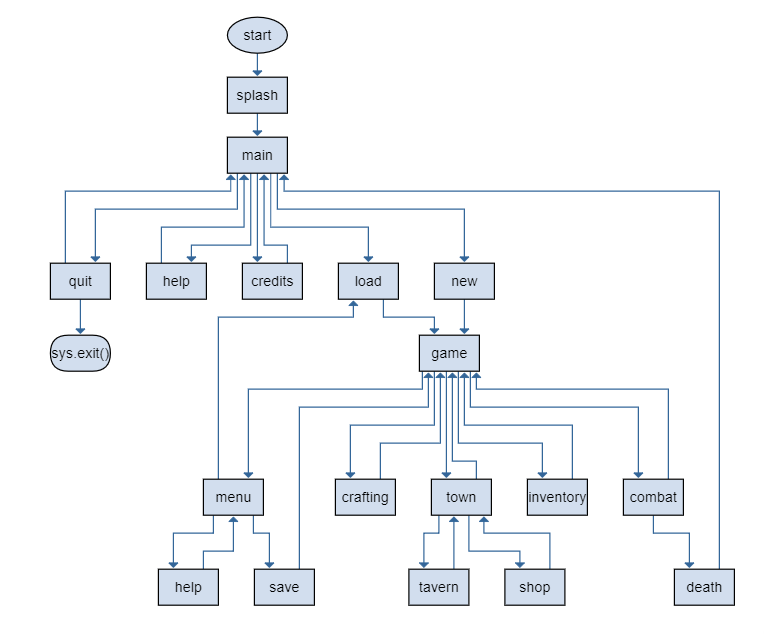 start
splash
main
quit
help
credits
load
new
sys.exit()
game
menu
crafting
town
inventory
combat
help
save
tavern
shop
death